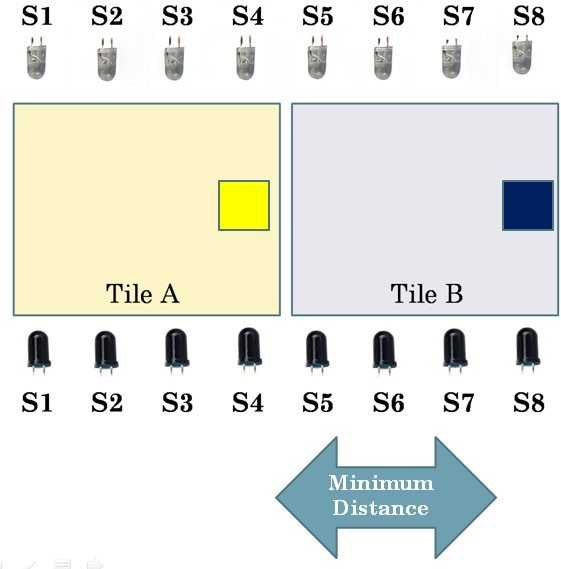 S1 S2 S3 S4 S5 S6 S7 S8
Tile A
Tile B
S1 S2 S3 S4 S5 S6 S7 S8
Minimum
Distance